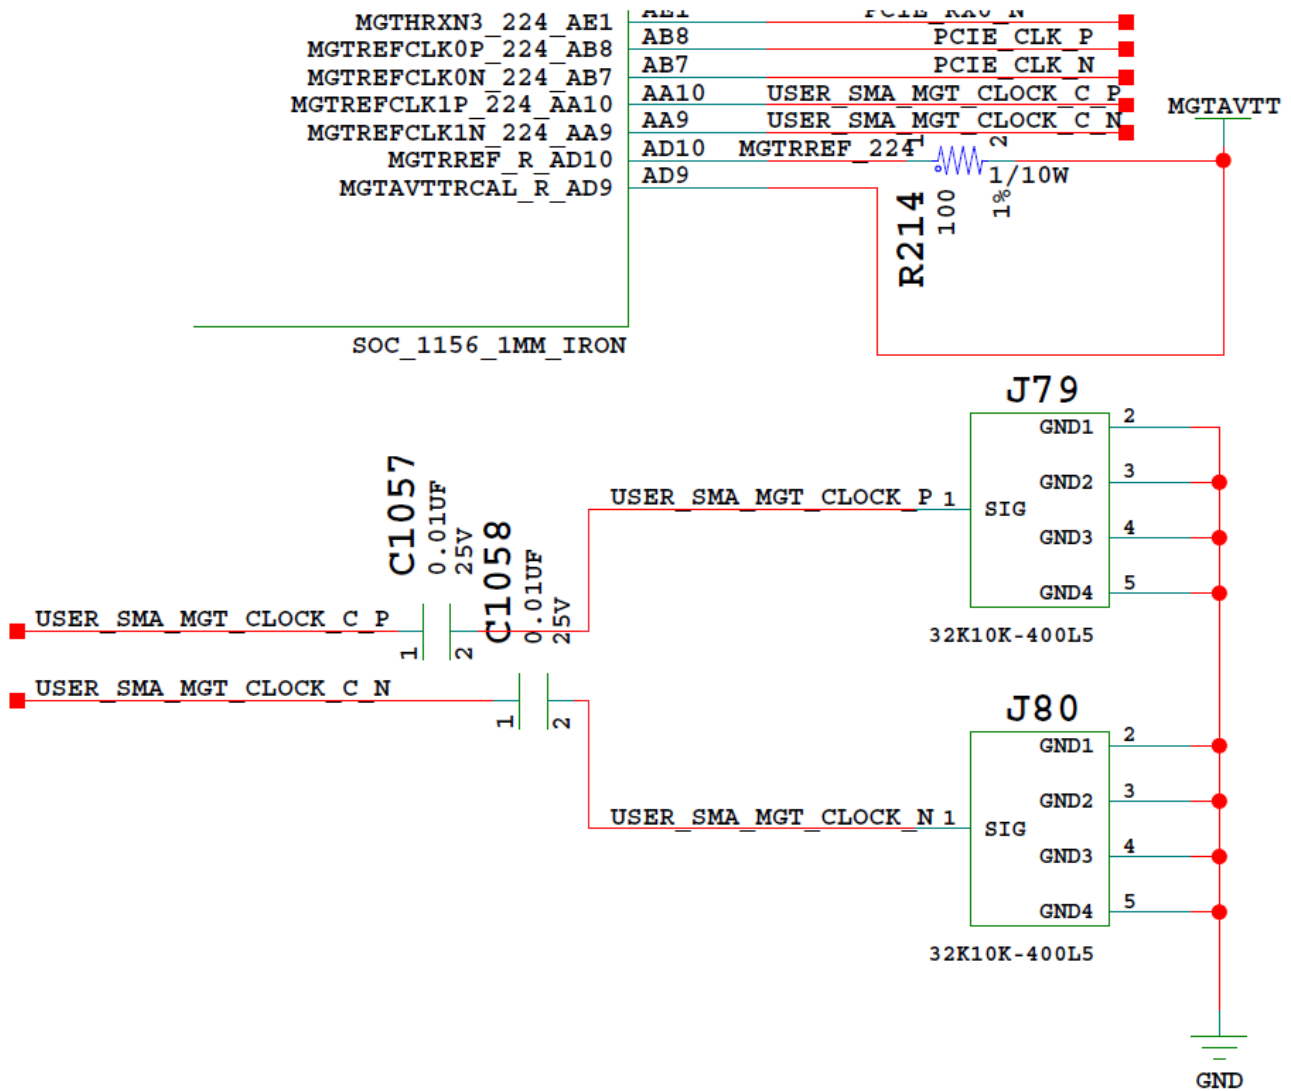 MGTHRXN3_224_AE1 AE1 PCIE_RX0_N
MGTREFCLK0P_224_AB8 AB8 PCIE_CLK_P
MGTREFCLK0N_224_AB7 AB7 PCIE_CLK_N
MGTREFCLK1P_224_AA10 AA10 USER_SMA_MGT_CLOCK_C_P
MGTAVTT
MGTREFCLK1N_224_AA9 AA9 USER_SMA_MGT_CLOCK_C_N
MGTRREF_R_AD10 AD10 MGTRREF_224 1 2
MGTAVTTRCAL_R_AD9 AD9
R214
100
1/10W
1%
SOC_1156_1MM_IRON
J79
GND1 2
GND2 3
USER_SMA_MGT_CLOCK_P 1 SIG
GND3 4
GND4 5
32K10K-400L5
C1057
0.01UF
25V
C1058
0.01UF
25V
USER_SMA_MGT_CLOCK_C_P 1 2
USER_SMA_MGT_CLOCK_C_N 1 2
J80
GND1 2
GND2 3
USER_SMA_MGT_CLOCK_N 1 SIG
GND3 4
GND4 5
32K10K-400L5
GND